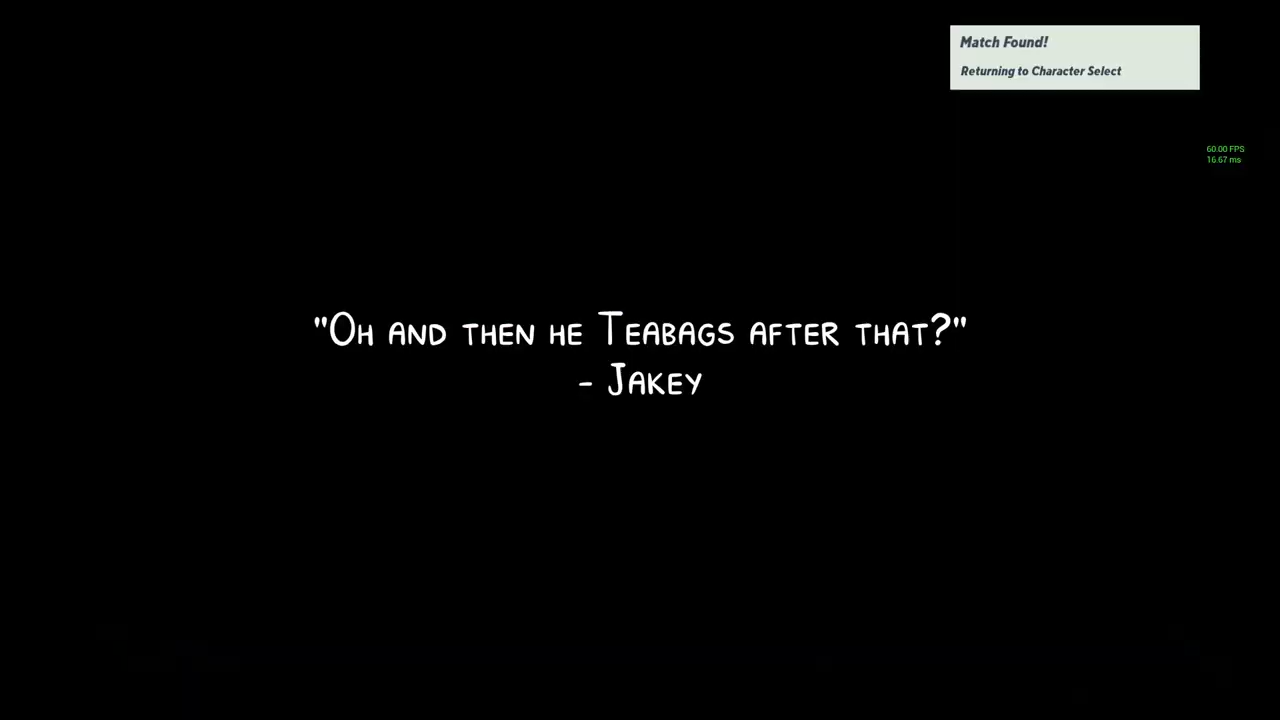 Match Found!
Returning to Character Select
60.00 FPS
16.67 ms
"Oh and then he Teabags after that?"
- Jakey